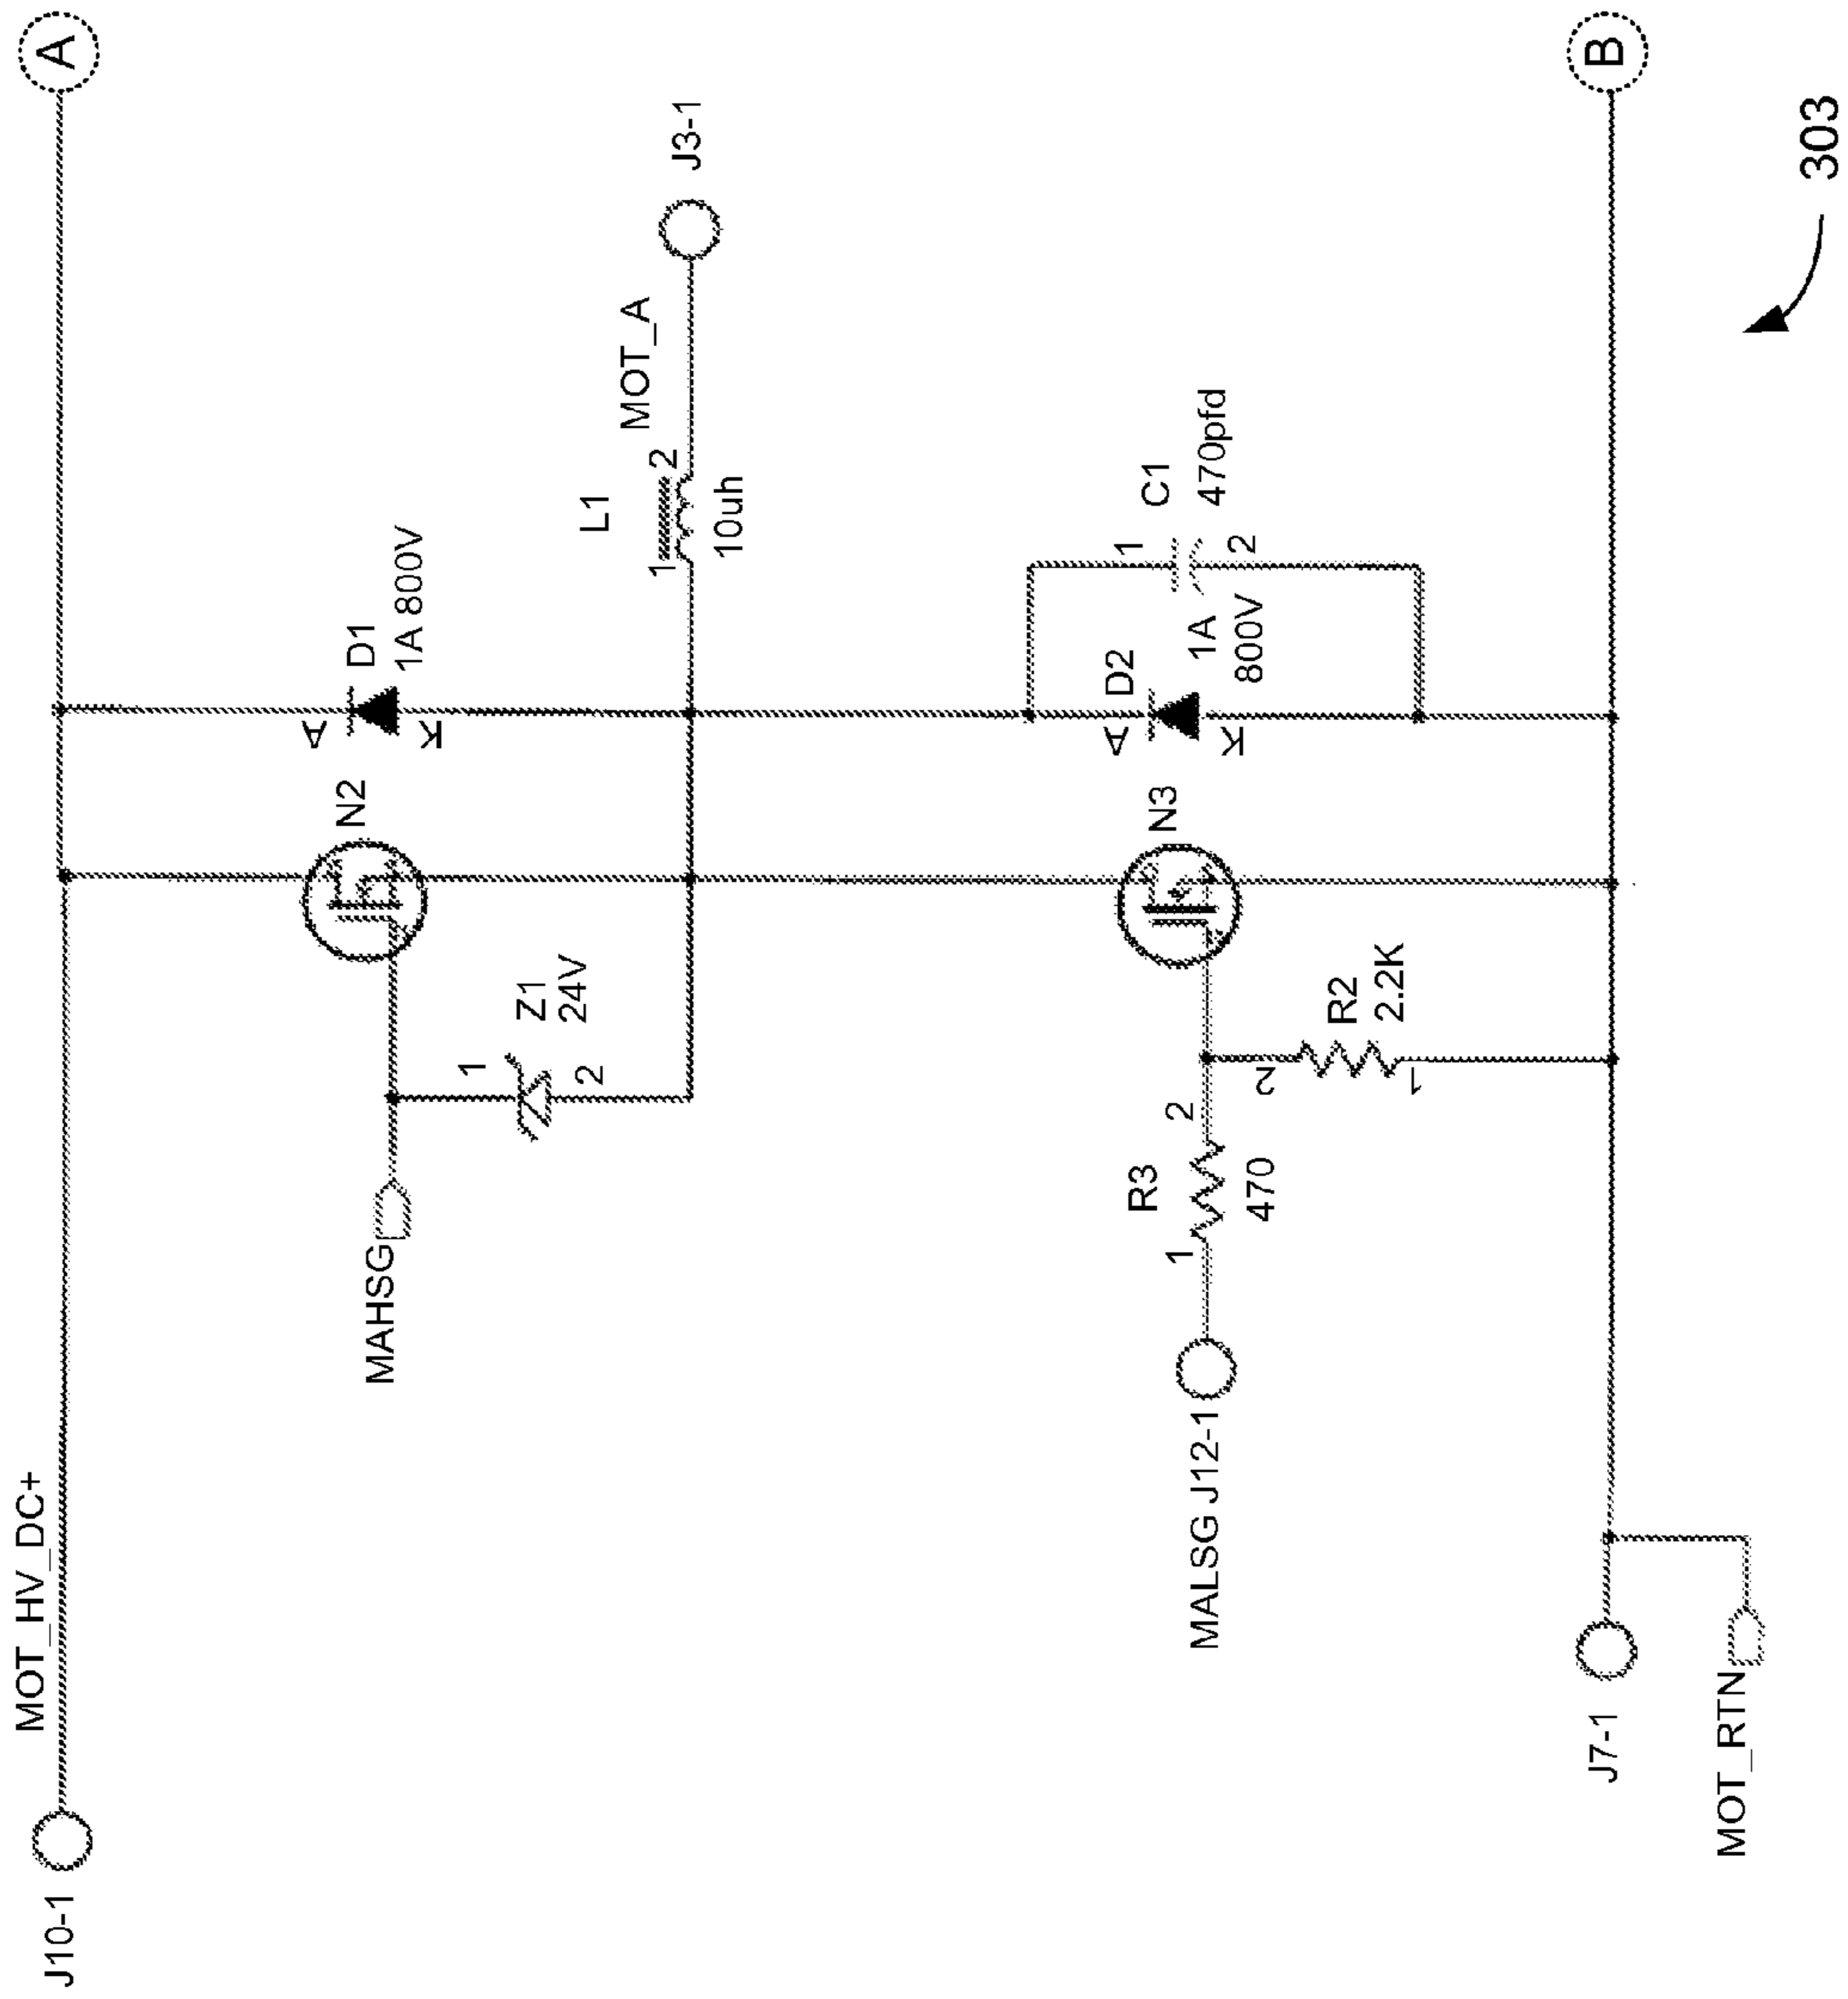 MOT_HV_DC+
J10-1
A
N2
D1
1A 800V
A
K
MAHSG
Z1
24V
1
2
L1
1
2
10uh
MOT_A
J3-1
N3
D2
1A
800V
A
K
C1
470pfd
1
2
MALSG J12-1
R3
1
2
470
R2
2.2K
2
1
J7-1
MOT_RTN
B
303